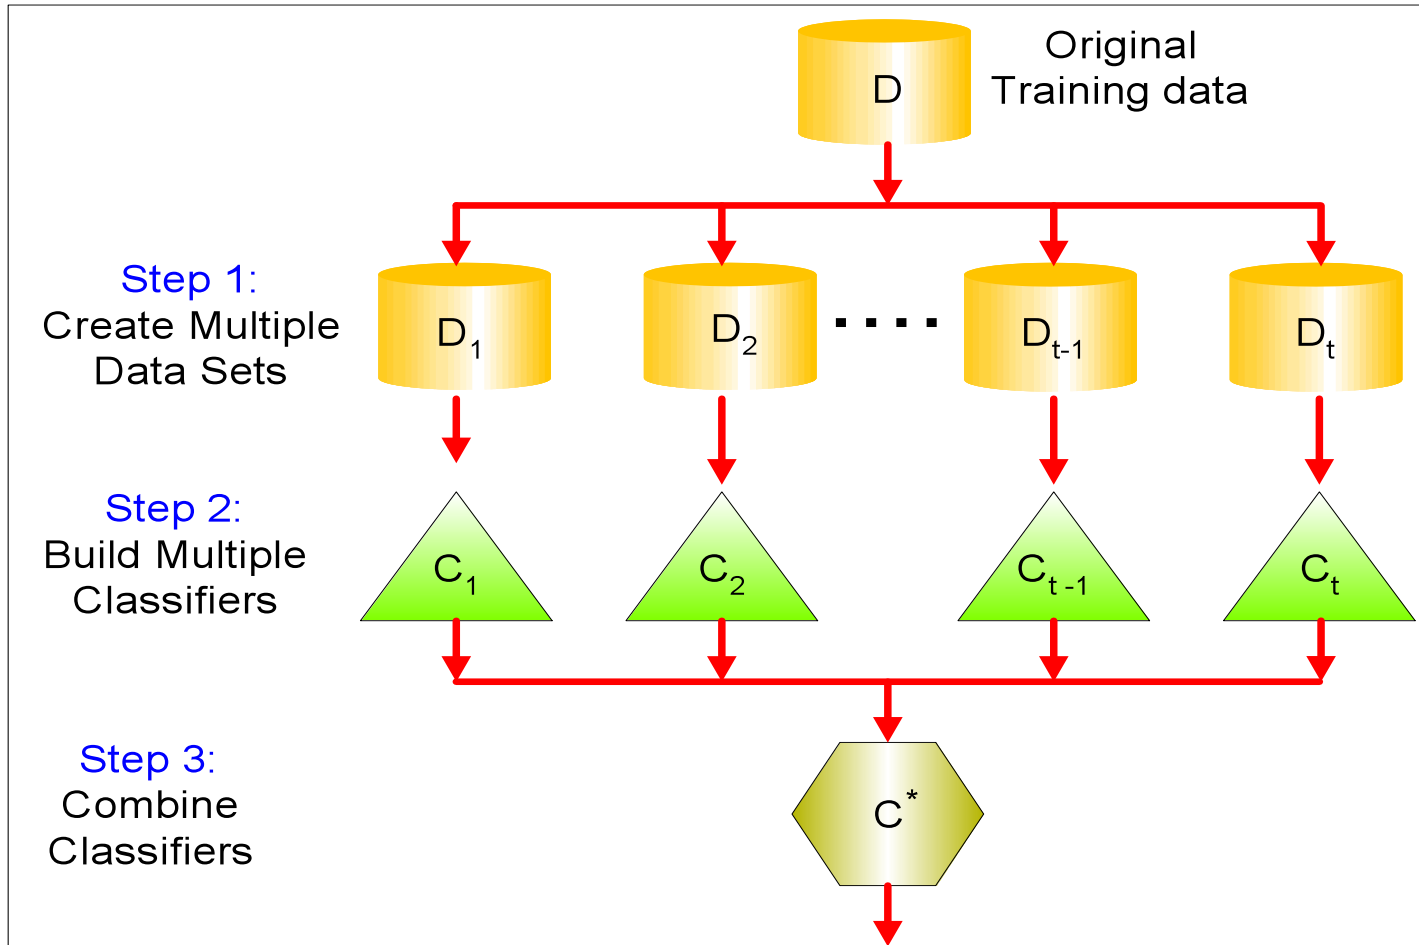 D
Original
Training data
Step 1:
Create Multiple
Data Sets
D₁
D₂
....
Dₜ₋₁
Dₜ
Step 2:
Build Multiple
Classifiers
C₁
C₂
Cₜ ₋₁
Cₜ
Step 3:
Combine
Classifiers
C*